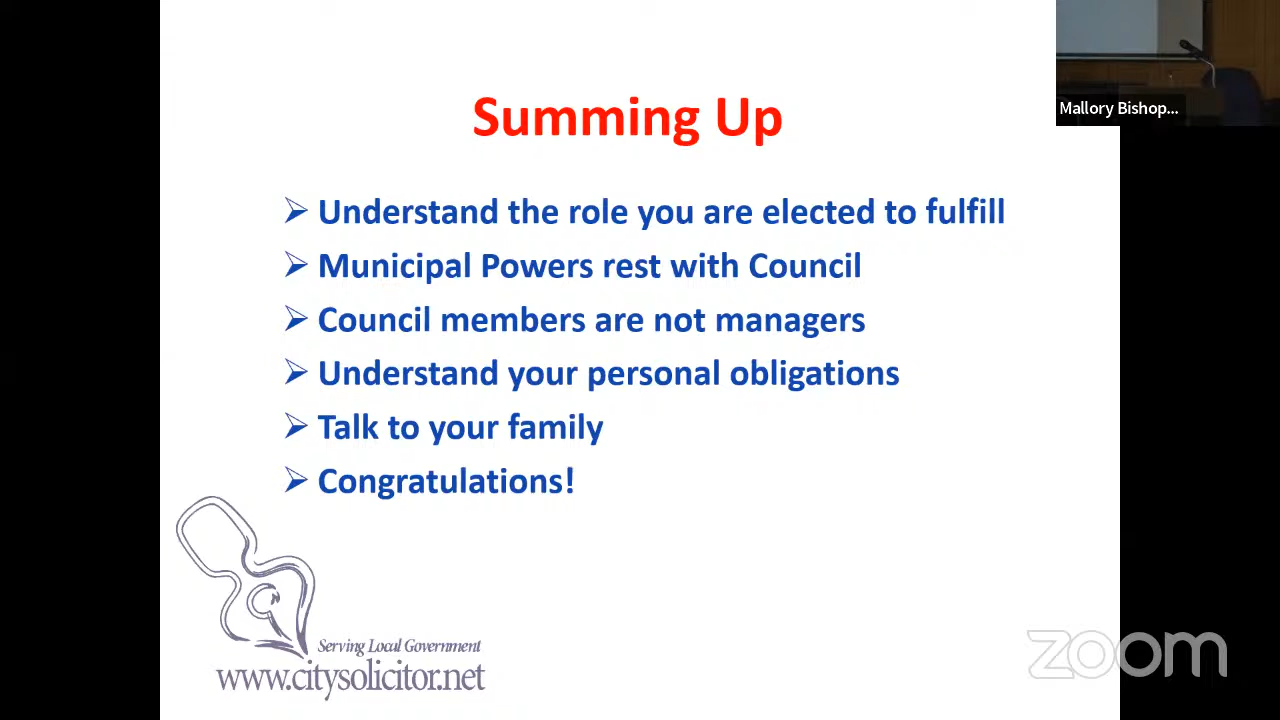 Summing Up
Mallory Bishop...
Understand the role you are elected to fulfill
Municipal Powers rest with Council
Council members are not managers
Understand your personal obligations
Talk to your family
Congratulations!
Serving Local Government
www.citysolicitor.net
zoom